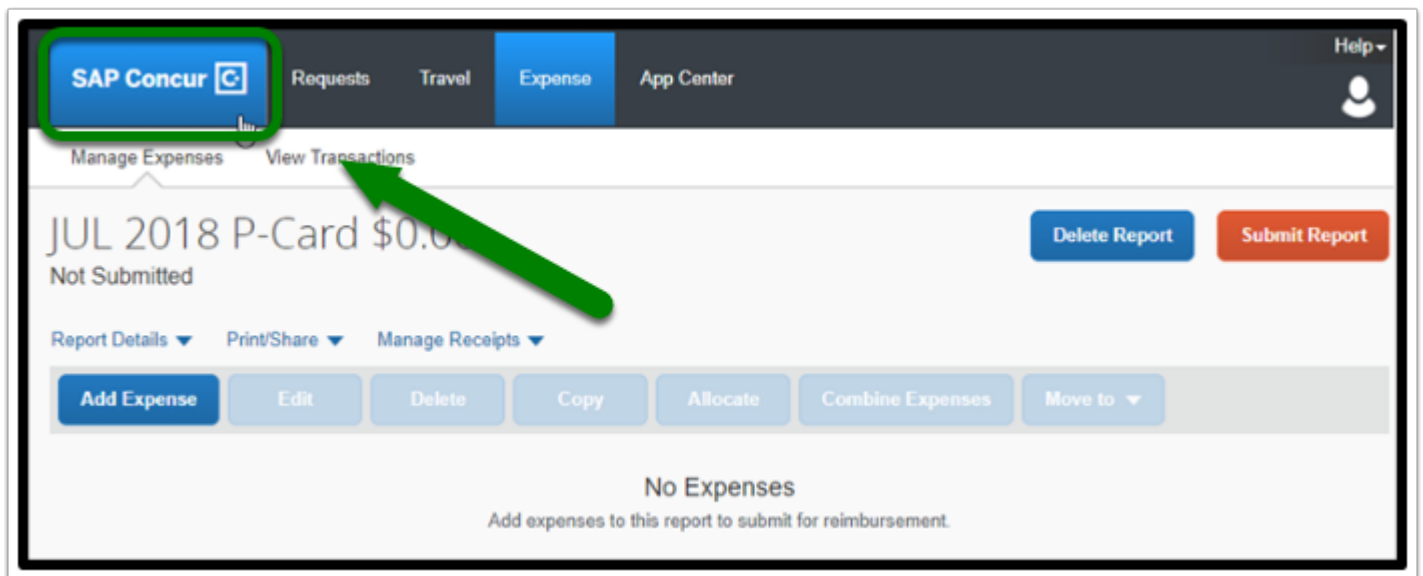 SAP Concur
Requests Travel Expense App Center
Help
Manage Expenses View Transactions
JUL 2018 P-Card
Delete Report Submit Report
Not Submitted
Report Details Print/Share Manage Receipts
Add Expense Edit Delete Copy Allocate Combine Expenses Move to
No Expenses
Add expenses to this report to submit for reimbursement.